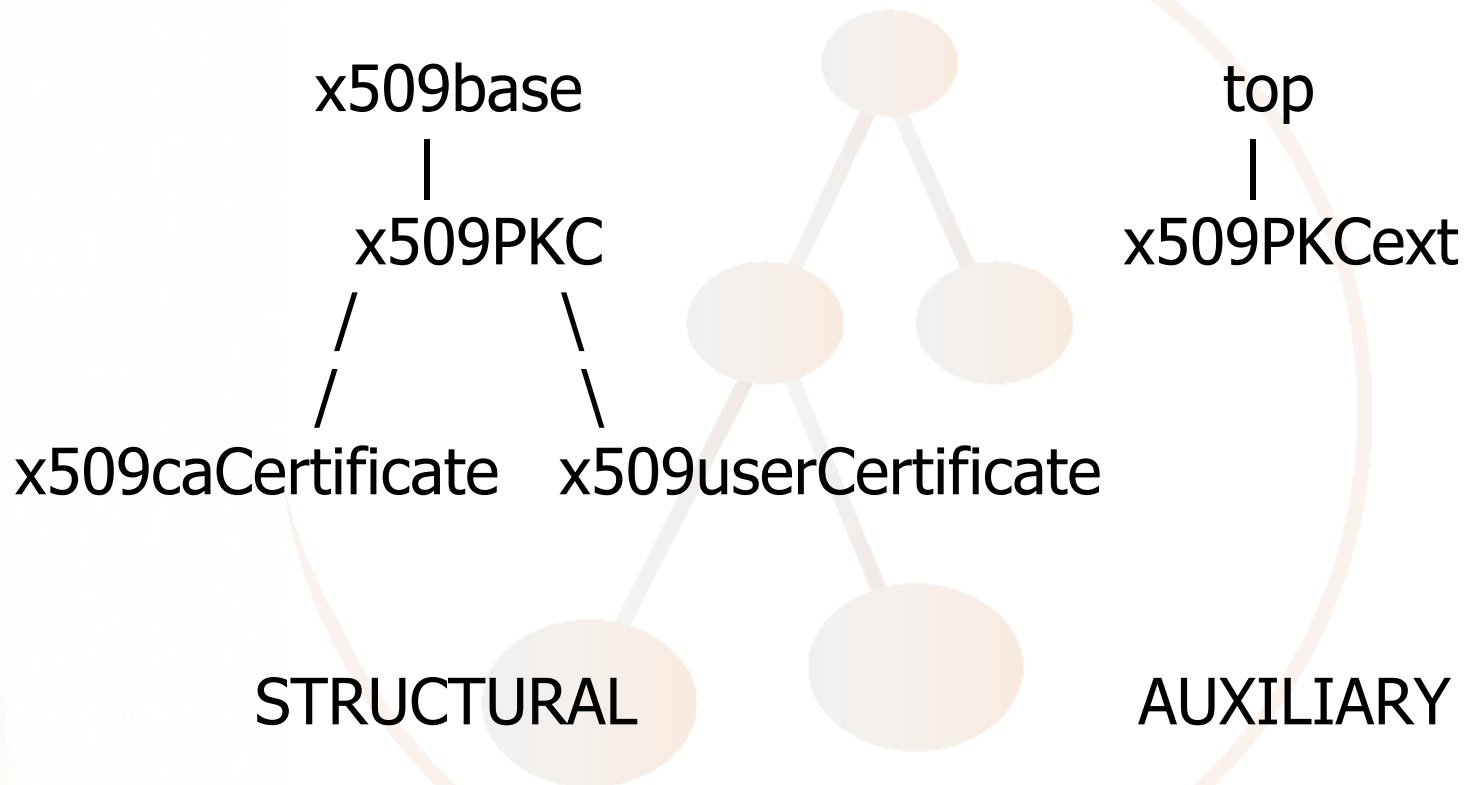 x509base top
| |
x509PKC x509PKCext
/ \
/ \
x509caCertificate x509userCertificate
STRUCTURAL AUXILIARY